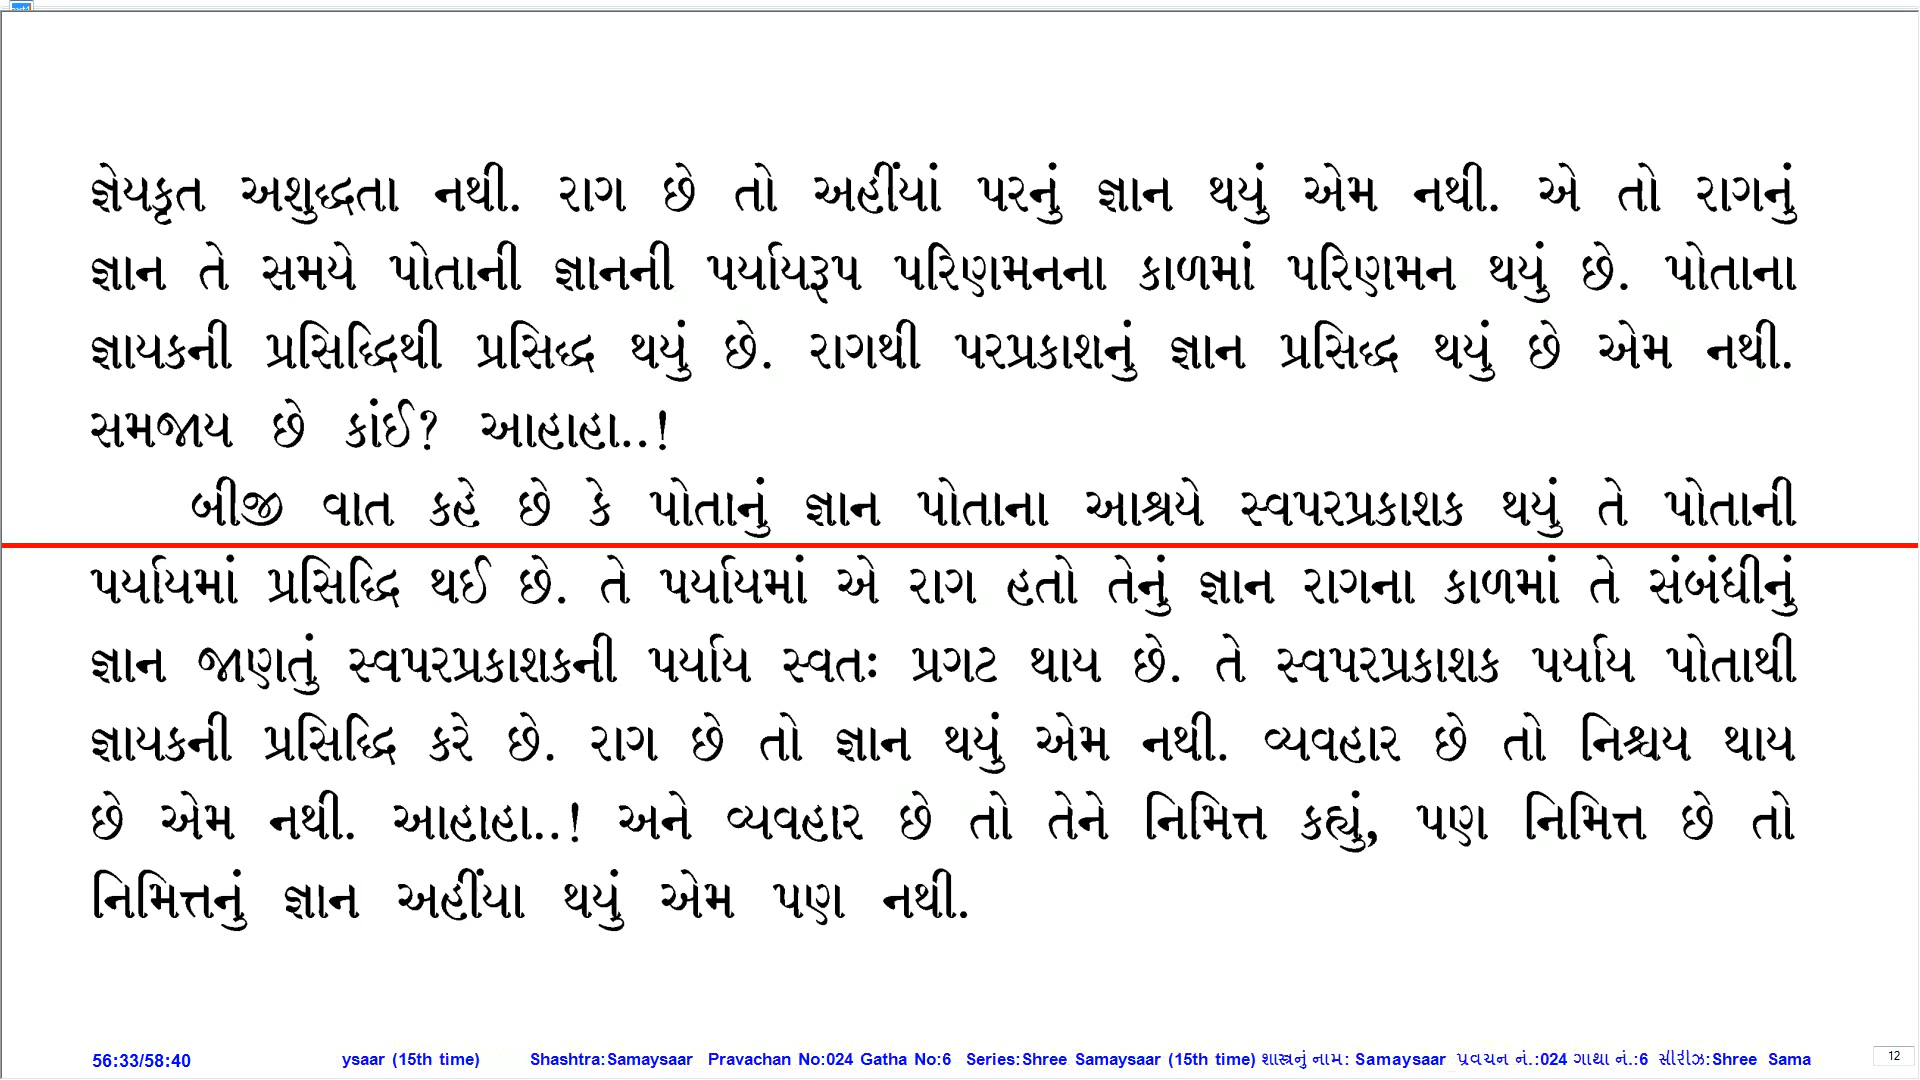 જ્ઞેયકૃત અશુદ્ધતા નથી. રાગ છે તો અહીંયાં પરનું જ્ઞાન થયું એમ નથી. એ તો રાગનું
જ્ઞાન તે સમયે પોતાની જ્ઞાનની પર્યાયરૂપ પરિણમનના કાળમાં પરિણમન થયું છે. પોતાના
જ્ઞાયકની પ્રસિદ્ધિથી પ્રસિદ્ધ થયું છે. રાગથી પરપ્રકાશનું જ્ઞાન પ્રસિદ્ધ થયું છે એમ નથી.
સમજાય છે કાંઈ? આહાહા..!
બીજી વાત કહે છે કે પોતાનું જ્ઞાન પોતાના આશ્રયે સ્વપરપ્રકાશક થયું તે પોતાની
પર્યાયમાં પ્રસિદ્ધિ થઈ છે. તે પર્યાયમાં એ રાગ હતો તેનું જ્ઞાન રાગના કાળમાં તે સંબંધીનું
જ્ઞાન જાણતું સ્વપરપ્રકાશકની પર્યાય સ્વતઃ પ્રગટ થાય છે. તે સ્વપરપ્રકાશક પર્યાય પોતાથી
જ્ઞાયકની પ્રસિદ્ધિ કરે છે. રાગ છે તો જ્ઞાન થયું એમ નથી. વ્યવહાર છે તો નિશ્ચય થાય
છે એમ નથી. આહાહા..! અને વ્યવહાર છે તો તેને નિમિત્ત કહ્યું, પણ નિમિત્ત છે તો
નિમિત્તનું જ્ઞાન અહીંયા થયું એમ પણ નથી.
56:33/58:40 ysaar (15th time) Shashtra:Samaysaar Pravachan No:024 Gatha No:6 Series:Shree Samaysaar (15th time) શાસ્ત્રનું નામ: Samaysaar પ્રવચન નં.:024 ગાથા નં.:6 સીરીઝ:Shree Sama 12